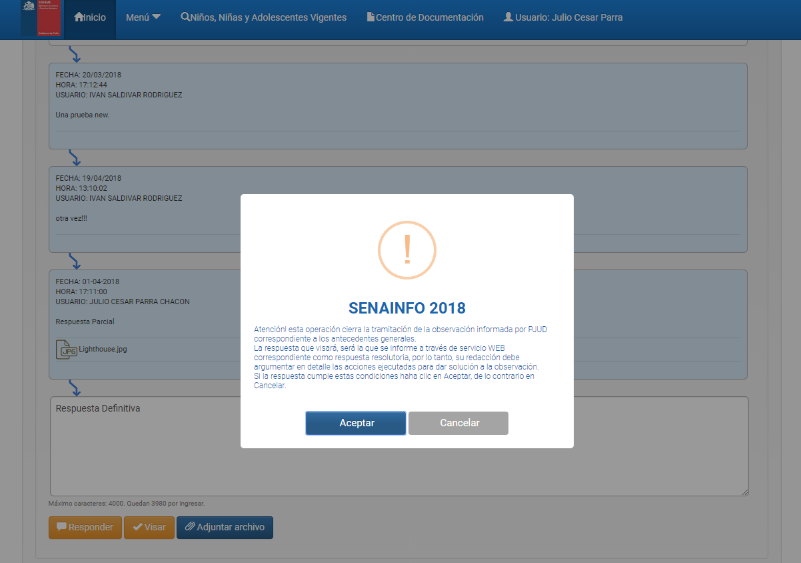 Inicio
Menú
Niños, Niñas y Adolescentes Vigentes
Centro de Documentación
Usuario: Julio Cesar Parra
FECHA: 20/03/2018
HORA: 17:12:44
USUARIO: IVAN SALDIVAR RODRIGUEZ
Una prueba new.
FECHA: 19/04/2018
HORA: 13:10:02
USUARIO: IVAN SALDIVAR RODRIGUEZ
otra vez!!!
FECHA: 01-04-2018
HORA: 17:11:00
USUARIO: JULIO CESAR PARRA CHACON
Respuesta Parcial
JPG Lighthouse.jpg
Respuesta Definitiva
Máximo caracteres: 4000. Quedan 3980 por ingresar.
Responder
Visar
Adjuntar archivo
!
SENAINFO 2018
Atención! esta operación cierra la tramitación de la observación informada por PJUD
correspondiente a los antecedentes generales.
La respuesta que visará, será la que se informe a través de servicio WEB
correspondiente como respuesta resolutoria, por lo tanto, su redacción debe
argumentar en detalle las acciones ejecutadas para dar solución a la observación.
Si la respuesta cumple estas condiciones haha clic en Aceptar, de lo contrario en
Cancelar.
Aceptar
Cancelar